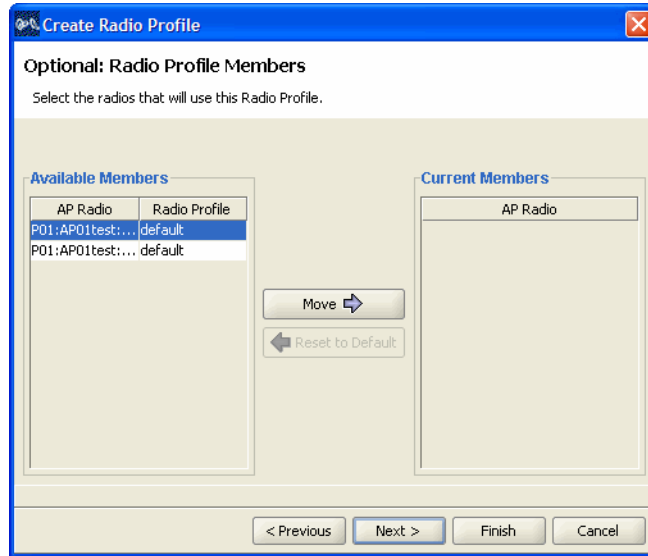 Create Radio Profile
Optional: Radio Profile Members
Select the radios that will use this Radio Profile.
Available Members
AP Radio Radio Profile
P01:AP01test:... default
P01:AP01test:... default
Move
Reset to Default
Current Members
AP Radio
< Previous Next > Finish Cancel